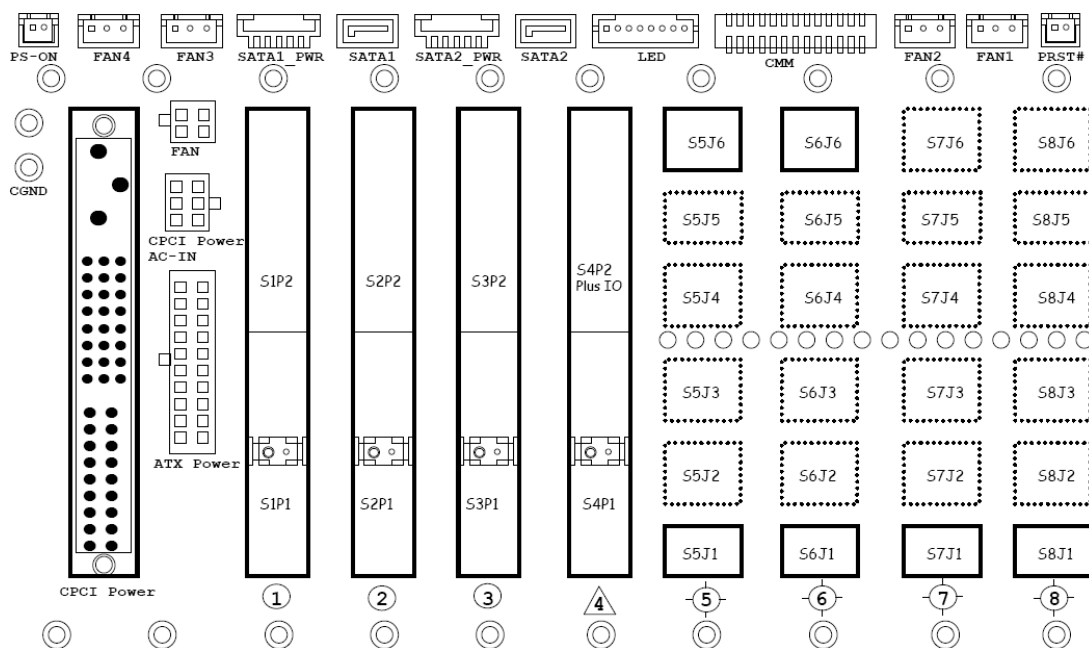 PS-ON FAN4 FAN3 SATA1_PWR SATA1 SATA2_PWR SATA2 LED CMM FAN2 FAN1 PRST#
FAN
CGND
CPCI Power
AC-IN
ATX Power
CPCI Power
S1P2 S2P2 S3P2 S4P2
Plus IO
S1P1 S2P1 S3P1 S4P1
S5J6 S6J6 S7J6 S8J6
S5J5 S6J5 S7J5 S8J5
S5J4 S6J4 S7J4 S8J4
S5J3 S6J3 S7J3 S8J3
S5J2 S6J2 S7J2 S8J2
S5J1 S6J1 S7J1 S8J1
1 2 3 4 5 6 7 8